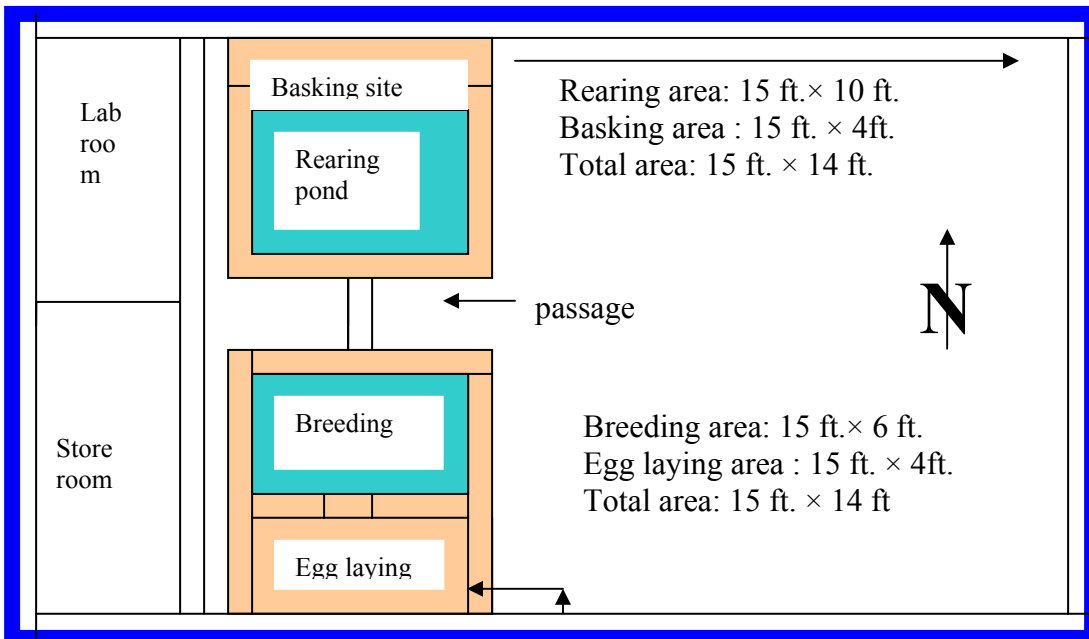 Lab
roo
m
Store
room
Basking site
Rearing
pond
Rearing area: 15 ft.× 10 ft.
Basking area : 15 ft. × 4ft.
Total area: 15 ft. × 14 ft.
passage
N
Breeding
Egg laying
Breeding area: 15 ft.× 6 ft.
Egg laying area : 15 ft. × 4ft.
Total area: 15 ft. × 14 ft